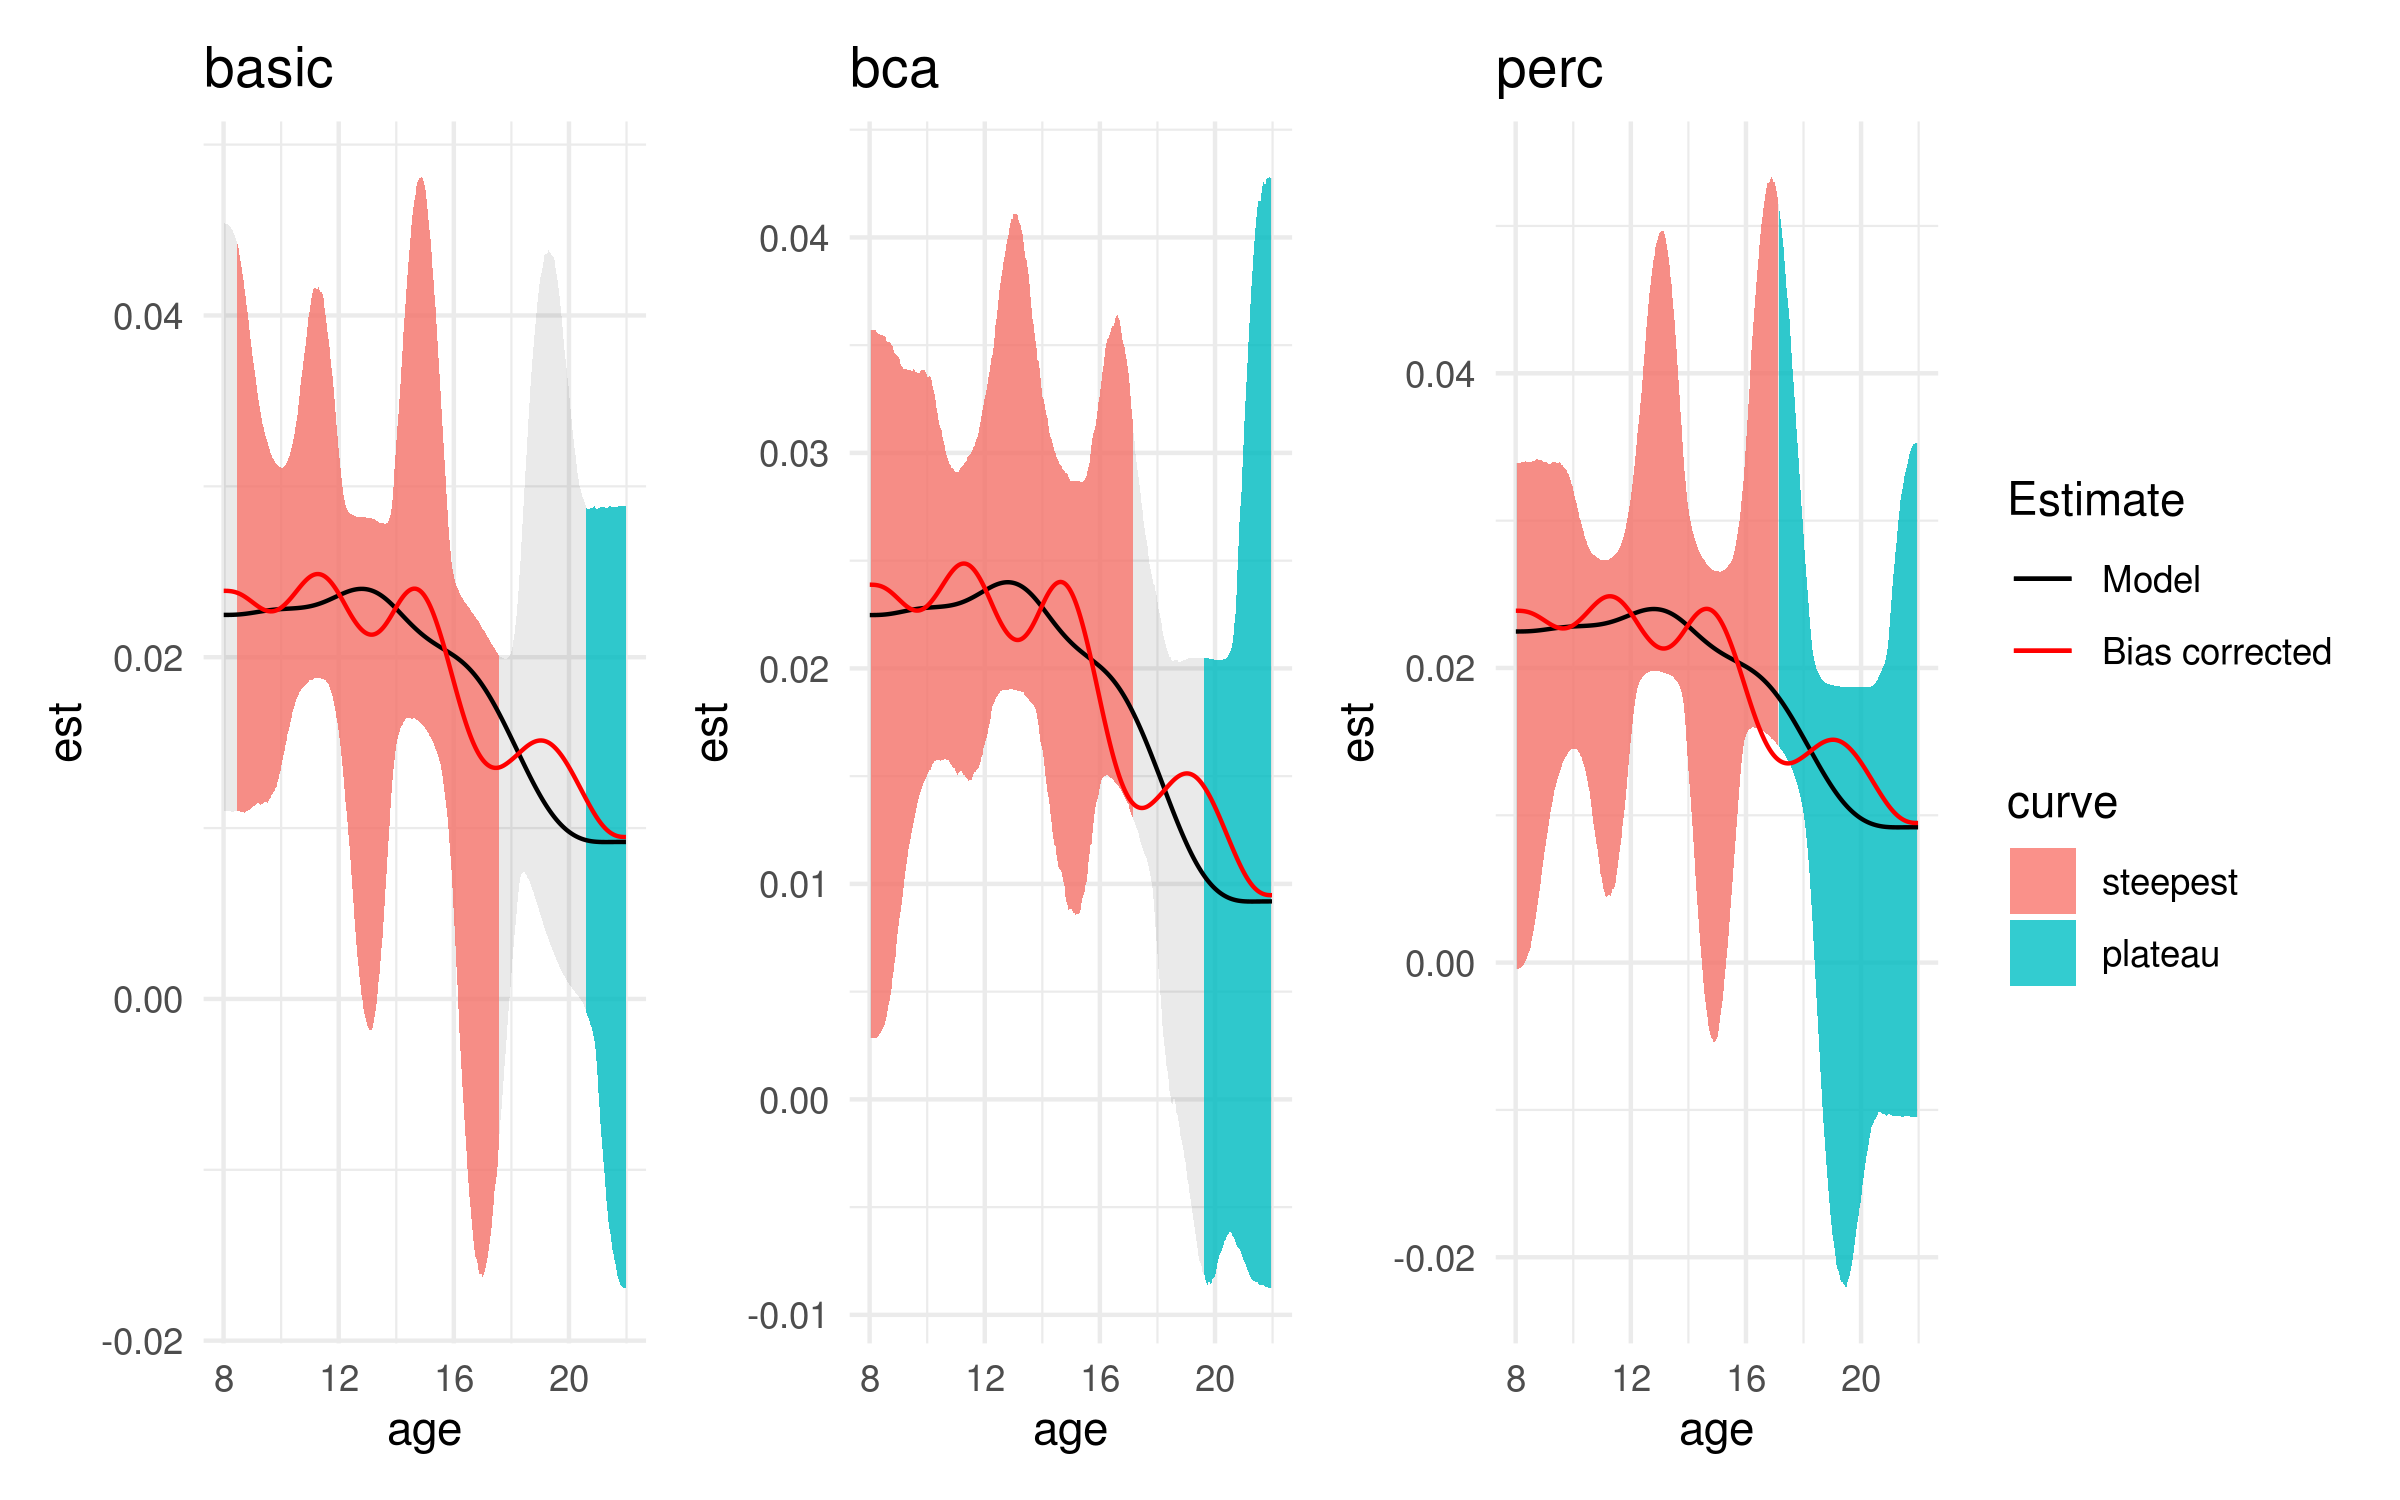 basic
bca
perc
est
0.04
0.02
0.00
-0.02
8 12 16 20
age
est
0.04
0.03
0.02
0.01
0.00
-0.01
8 12 16 20
age
est
0.04
0.02
0.00
-0.02
8 12 16 20
age
Estimate
Model
Bias corrected
curve
steepest
plateau